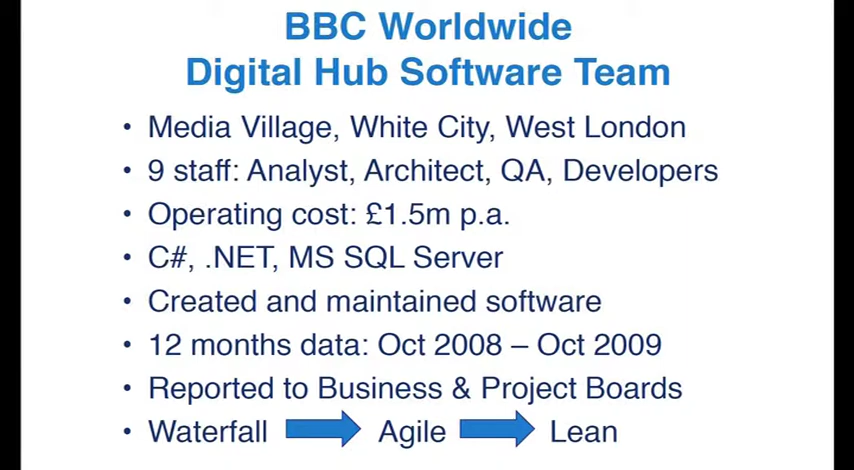 BBC Worldwide
Digital Hub Software Team
• Media Village, White City, West London
• 9 staff: Analyst, Architect, QA, Developers
• Operating cost: £1.5m p.a.
• C#, .NET, MS SQL Server
• Created and maintained software
• 12 months data: Oct 2008 – Oct 2009
• Reported to Business & Project Boards
• Waterfall Agile Lean